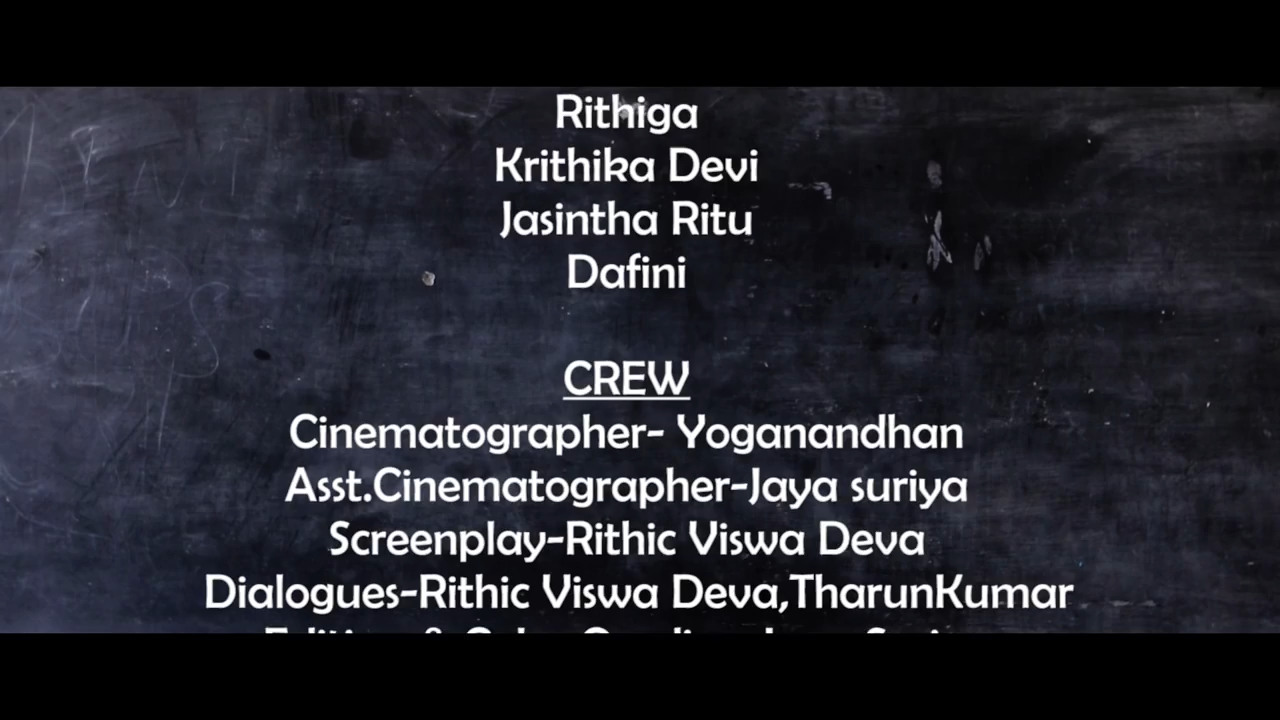 Rithiga
Krithika Devi
Jasintha Ritu
Dafini
CREW
Cinematographer- Yoganandhan
Asst.Cinematographer-Jaya suriya
Screenplay-Rithic Viswa Deva
Dialogues-Rithic Viswa Deva,TharunKumar